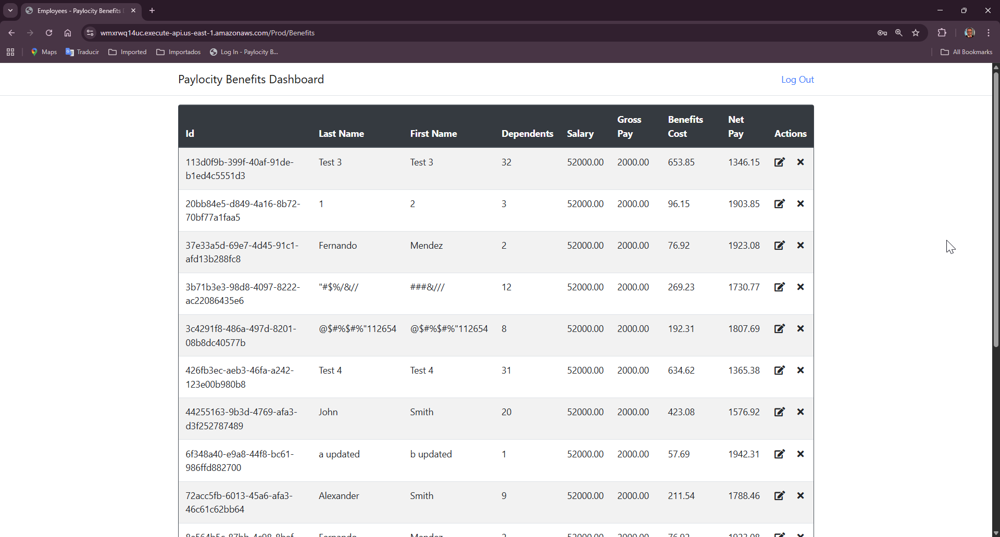 Employees - Paylocity Benefits
wmxrwq14uc.execute-api.us-east-1.amazonaws.com/Prod/Benefits
Maps Traducir Imported Importados Log In - Paylocity B... All Bookmarks
Paylocity Benefits Dashboard Log Out
Id Last Name First Name Dependents Salary Gross Pay Benefits Cost Net Pay Actions
113d0f9b-399f-40af-91de- Test 3 Test 3 32 52000.00 2000.00 653.85 1346.15
b1ed4c5551d3
20bb84e5-d849-4a16-8b72- 1 2 3 52000.00 2000.00 96.15 1903.85
70bf77a1faa5
37e33a5d-69e7-4d45-91c1- Fernando Mendez 2 52000.00 2000.00 76.92 1923.08
afd13b288fc8
3b71b3e3-98d8-4097-8222- "#$%/&// ###&/// 12 52000.00 2000.00 269.23 1730.77
ac22086435e6
3c4291f8-486a-497d-8201- @$#%$#%"112654 @$#%$#%"112654 8 52000.00 2000.00 192.31 1807.69
08b8dc40577b
426fb3ec-aeb3-46fa-a242- Test 4 Test 4 31 52000.00 2000.00 634.62 1365.38
123e00b980b8
44255163-9b3d-4769-afa3- John Smith 20 52000.00 2000.00 423.08 1576.92
d3f252787489
6f348a40-e9a8-44f8-bc61- a updated b updated 1 52000.00 2000.00 57.69 1942.31
986ffd882700
72acc5fb-6013-45a6-afa3- Alexander Smith 9 52000.00 2000.00 211.54 1788.46
46c61c62bb64
Fernando Mendez 2 52000.00 2000.00 76.92 1923.08